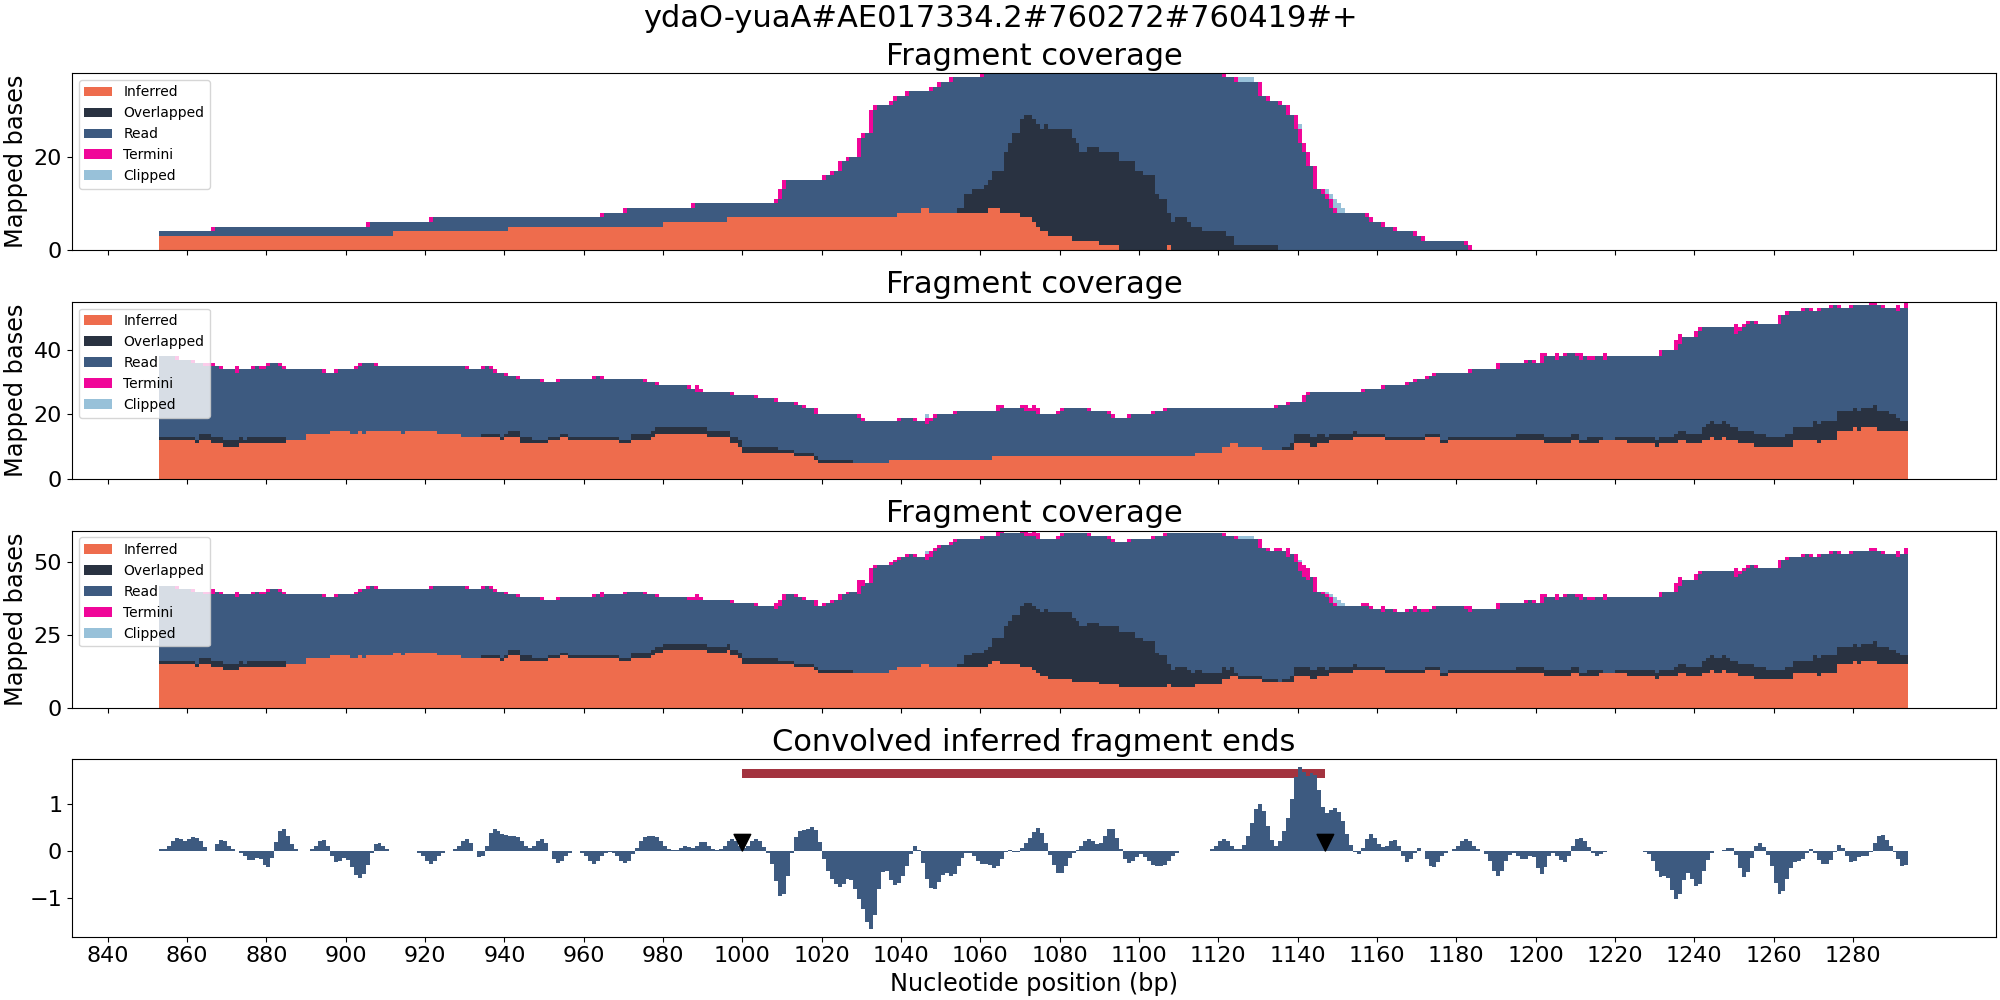 ydaO-yuaA#AE017334.2#760272#760419#+
Fragment coverage
Mapped bases
20
0
Inferred
Overlapped
Read
Termini
Clipped
Fragment coverage
Mapped bases
40
20
0
Inferred
Overlapped
Read
Termini
Clipped
Fragment coverage
Mapped bases
50
25
0
Inferred
Overlapped
Read
Termini
Clipped
Convolved inferred fragment ends
1
0
−1
840 860 880 900 920 940 960 980 1000 1020 1040 1060 1080 1100 1120 1140 1160 1180 1200 1220 1240 1260 1280
Nucleotide position (bp)